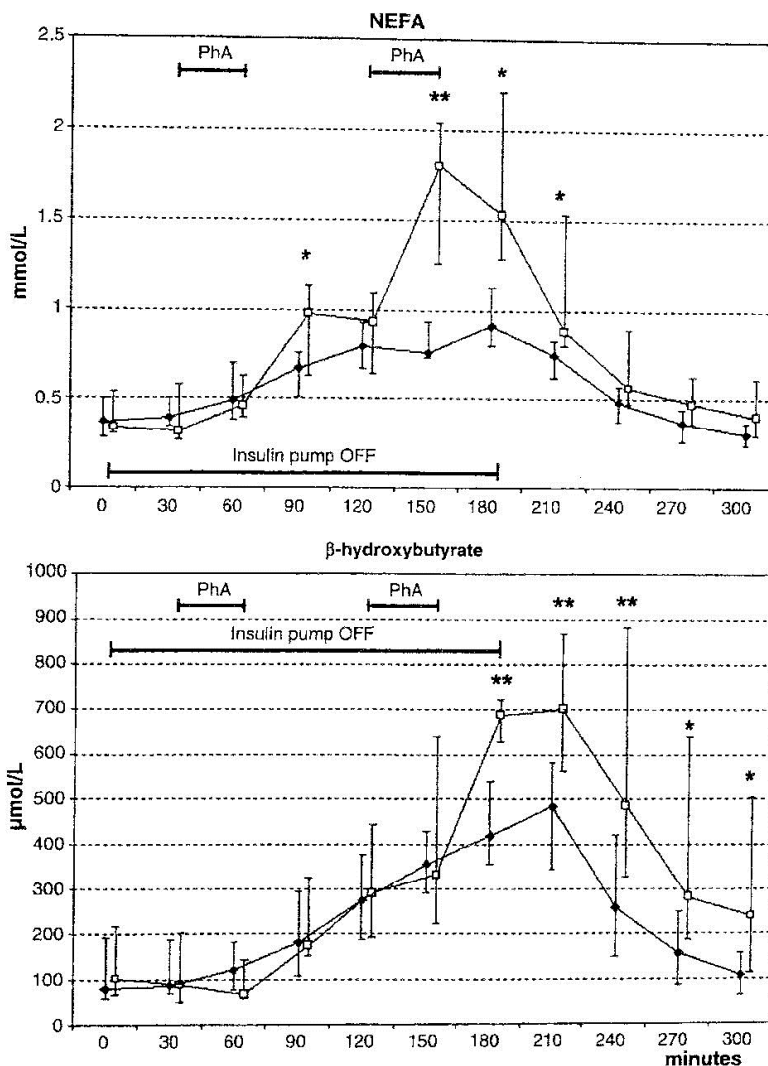 NEFA
2.5
PhA
PhA
**
*
2
*
1.5
*
mmol/L
1
0.5
Insulin pump OFF
0
0 30 60 90 120 150 180 210 240 270 300
β-hydroxybutyrate
1000
PhA
PhA
**
**
900
Insulin pump OFF
800
**
700
*
600
*
μmol/L
500
400
300
200
100
0
0 30 60 90 120 150 180 210 240 270 300
minutes